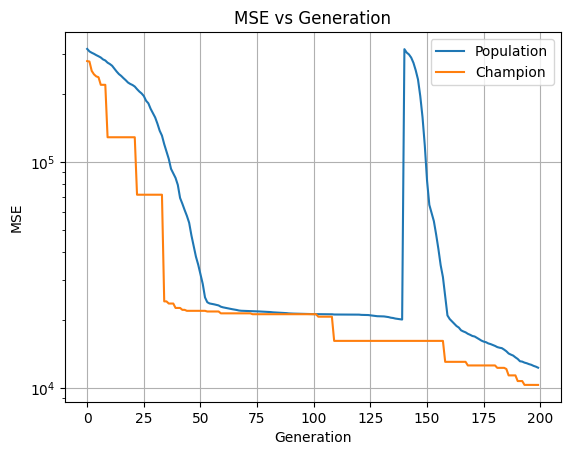 MSE vs Generation
Population
Champion
10^5
10^4
MSE
0 25 50 75 100 125 150 175 200
Generation